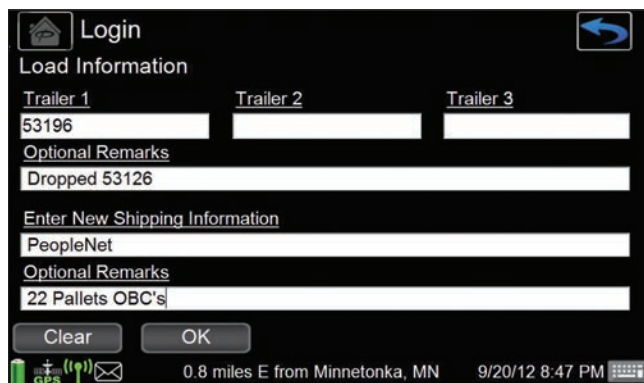 Login
Load Information
Trailer 1 Trailer 2 Trailer 3
53196
Optional Remarks
Dropped 53126
Enter New Shipping Information
PeopleNet
Optional Remarks
22 Pallets OBC's
Clear OK
GPS 0.8 miles E from Minnetonka, MN 9/20/12 8:47 PM